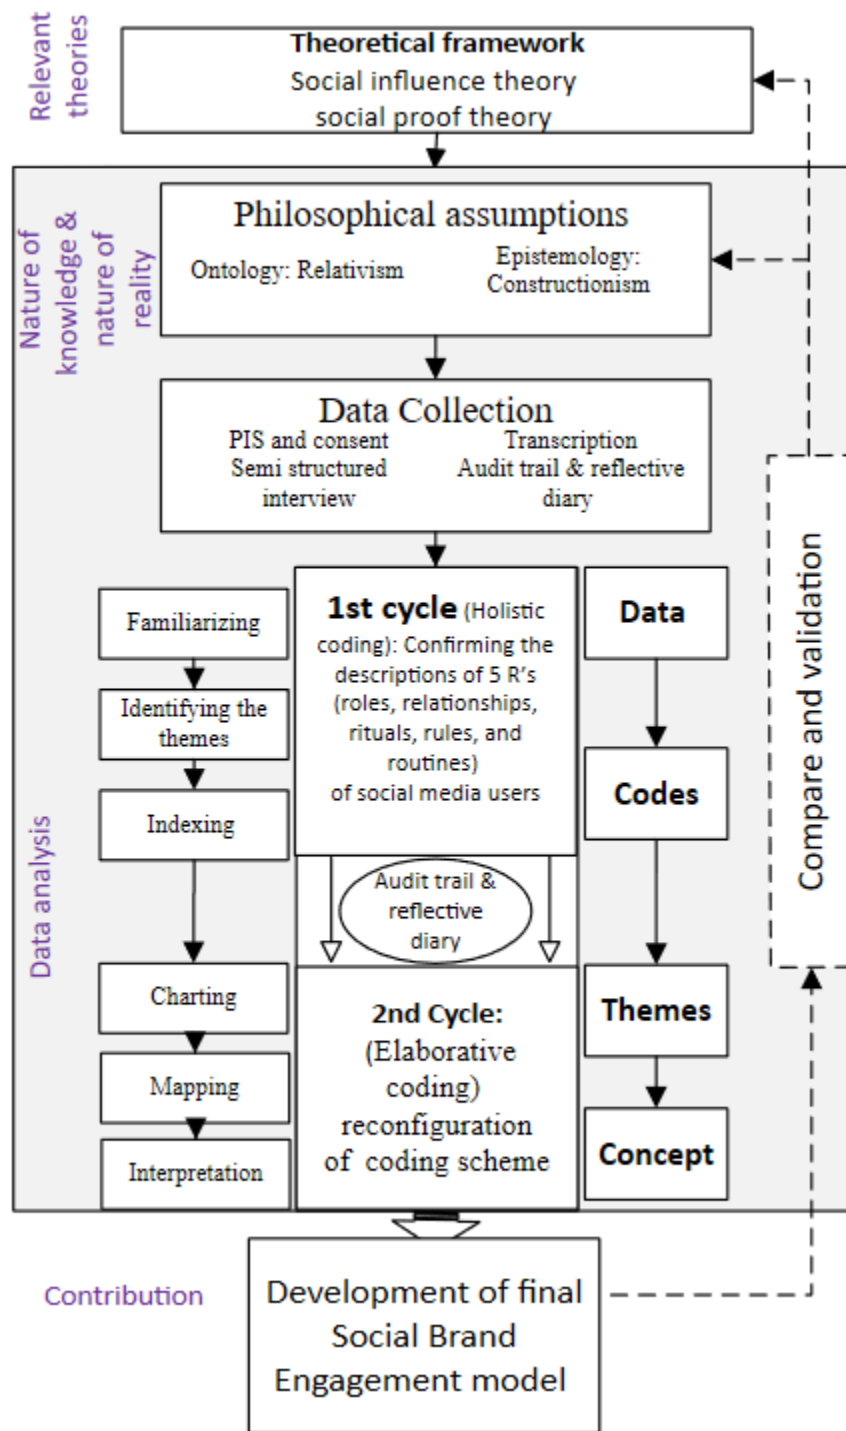 Relevant
theories
Theoretical framework
Social influence theory
social proof theory
Nature of
knowledge &
nature of
reality
Philosophical assumptions
Ontology: Relativism
Epistemology:
Constructionism
Data Collection
PIS and consent
Semi structured
interview
Transcription
Audit trail & reflective
diary
Data analysis
Familiarizing
Identifying the
themes
Indexing
Charting
Mapping
Interpretation
1st cycle (Holistic
coding): Confirming the
descriptions of 5 R's
(roles, relationships,
rituals, rules, and
routines)
of social media users
Audit trail &
reflective
diary
2nd Cycle:
(Elaborative
coding)
reconfiguration
of coding scheme
Data
Codes
Themes
Concept
Compare and validation
Contribution
Development of final
Social Brand
Engagement model